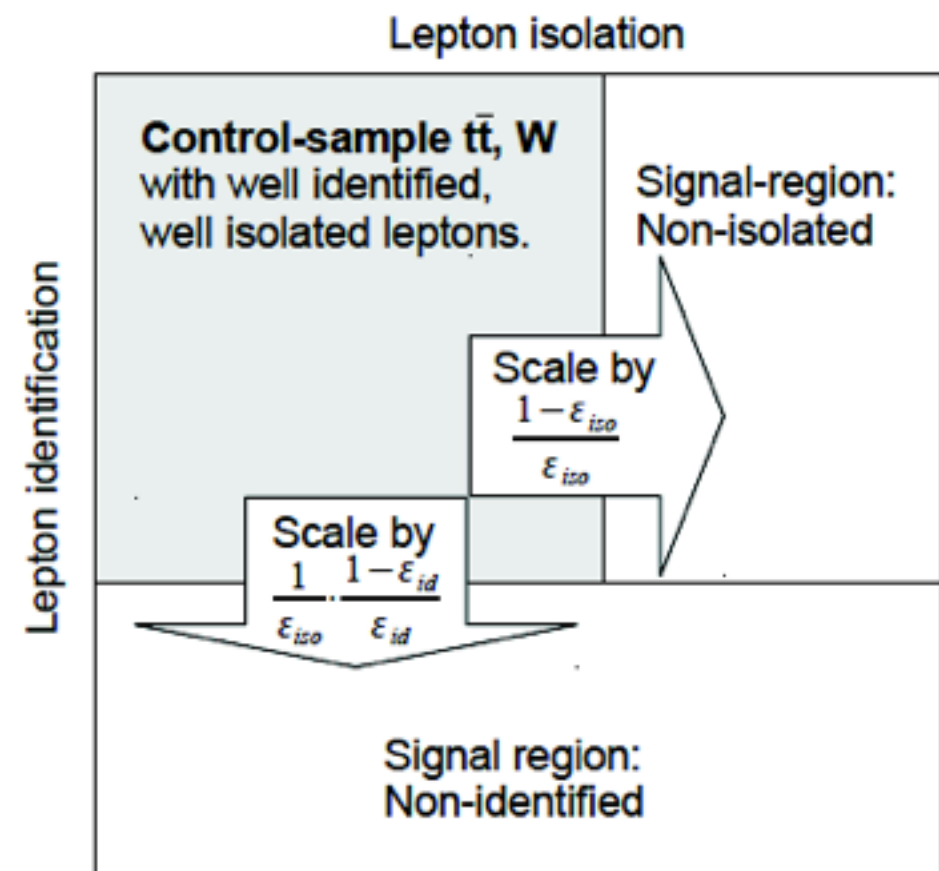 Lepton isolation
Control-sample tt̄, W
with well identified,
well isolated leptons.
Signal-region:
Non-isolated
Lepton identification
Scale by
1−ε_iso
ε_iso
Scale by
1/ε_iso · 1−ε_id/ε_id
Signal region:
Non-identified